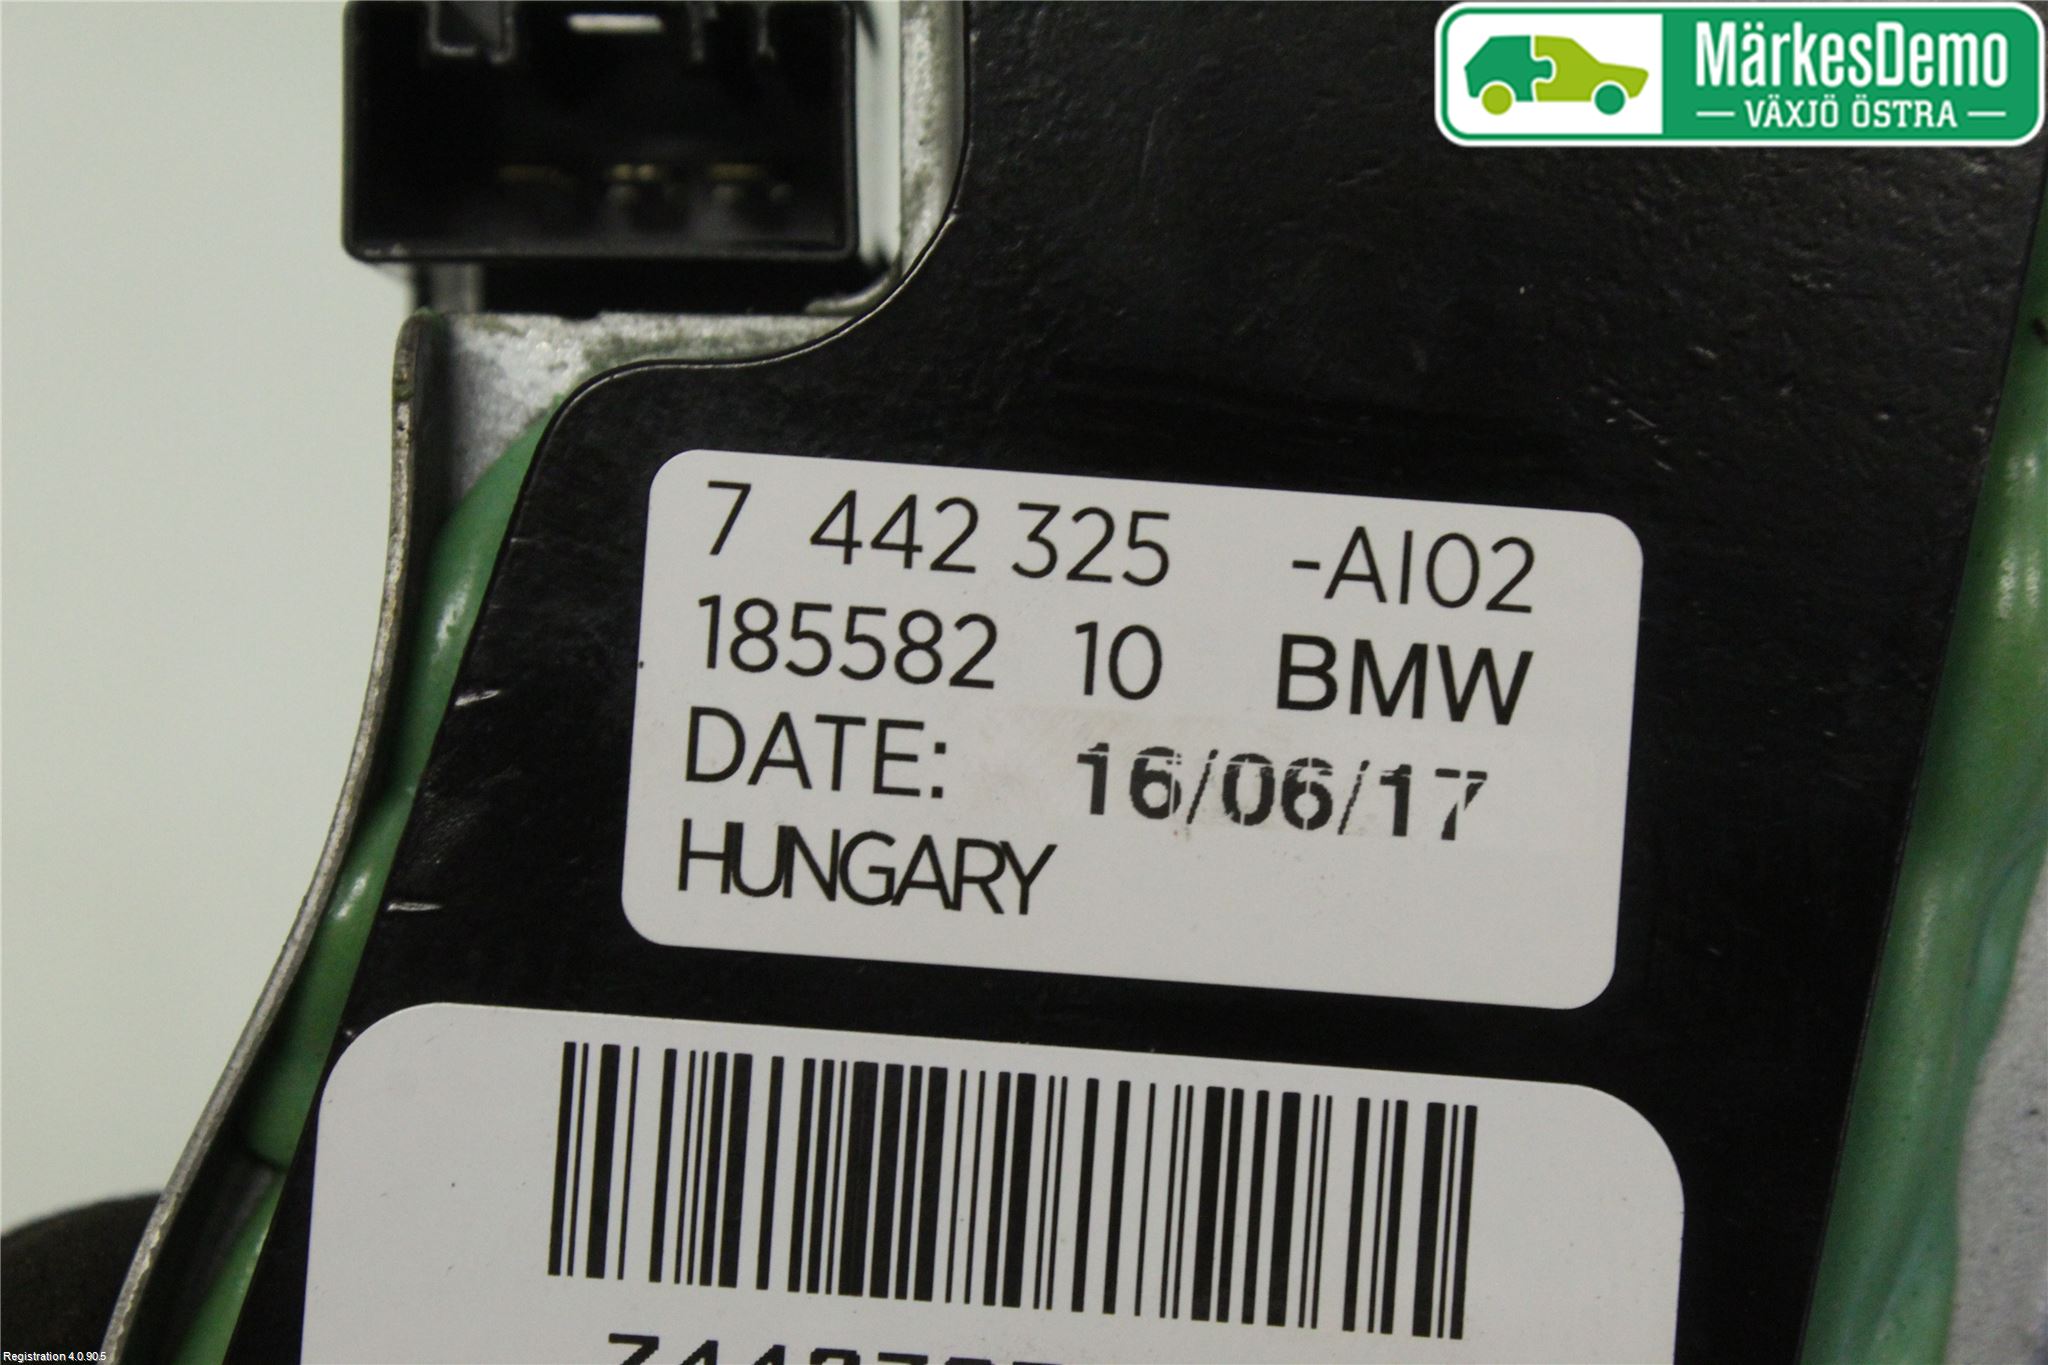 MärkesDemo
VÄXJÖ ÖSTRA
7 442 325 -AI02
185582 10 BMW
DATE: 16/06/17
HUNGARY
Registration 4.0.90.5